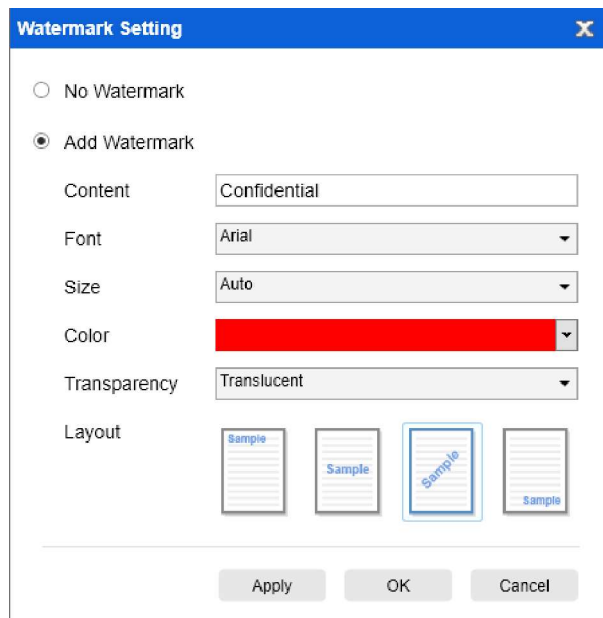 Watermark Setting X
No Watermark
Add Watermark
Content Confidential
Font Arial
Size Auto
Color
Transparency Translucent
Layout Sample Sample Sample Sample
Apply OK Cancel